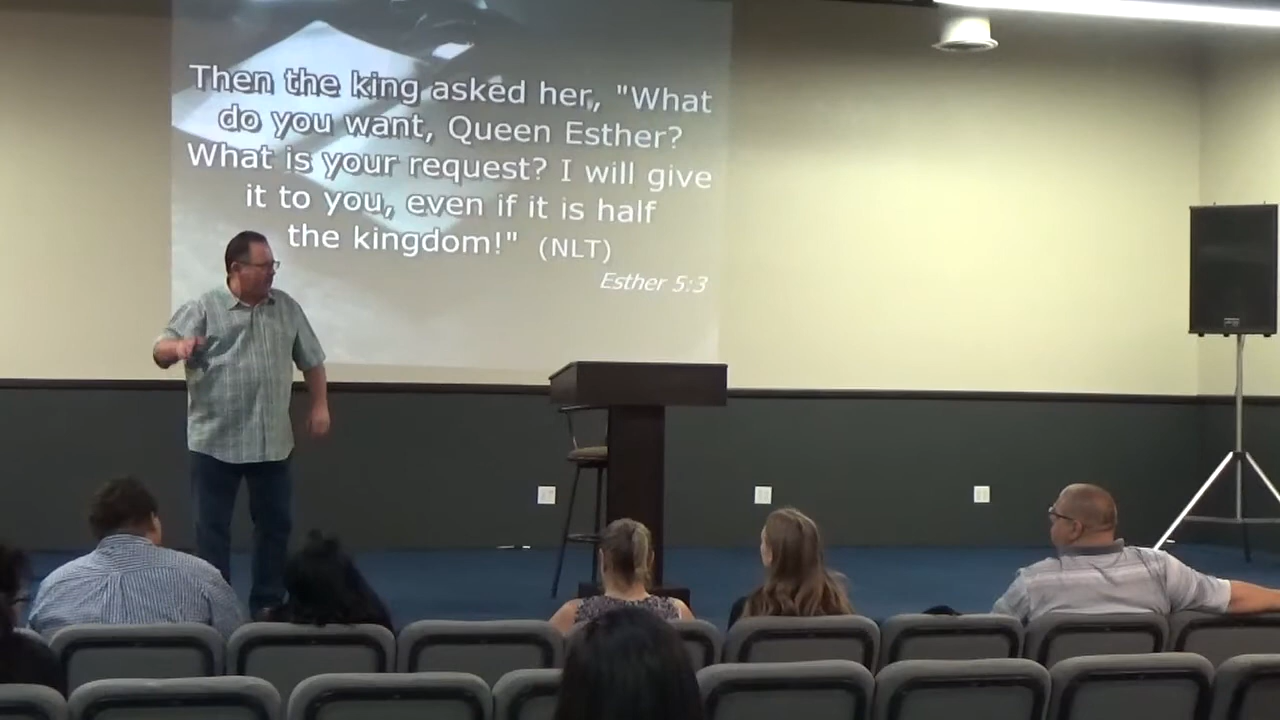 Then the king asked her, "What
do you want, Queen Esther?
What is your request? I will give
it to you, even if it is half
the kingdom!" (NLT)
Esther 5:3